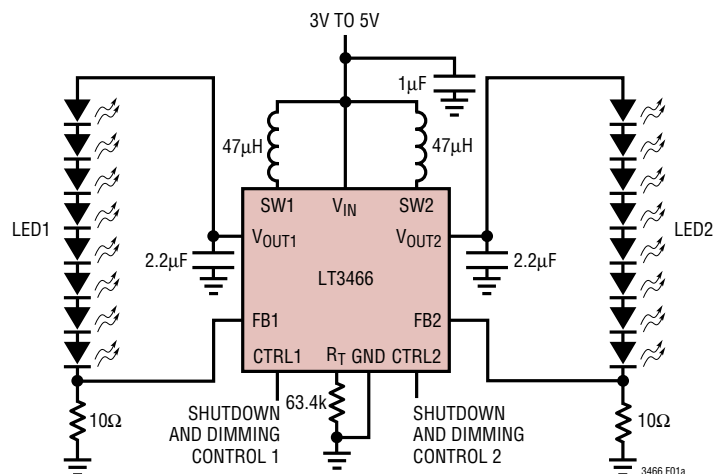 3V TO 5V
1μF
47μH
47μH
SW1
VIN
SW2
LED1
VOUT1
VOUT2
LED2
2.2μF
2.2μF
LT3466
FB1
FB2
CTRL1
RT
GND
CTRL2
63.4k
10Ω
SHUTDOWN
AND DIMMING
CONTROL 1
SHUTDOWN
AND DIMMING
CONTROL 2
10Ω
3466 F01a